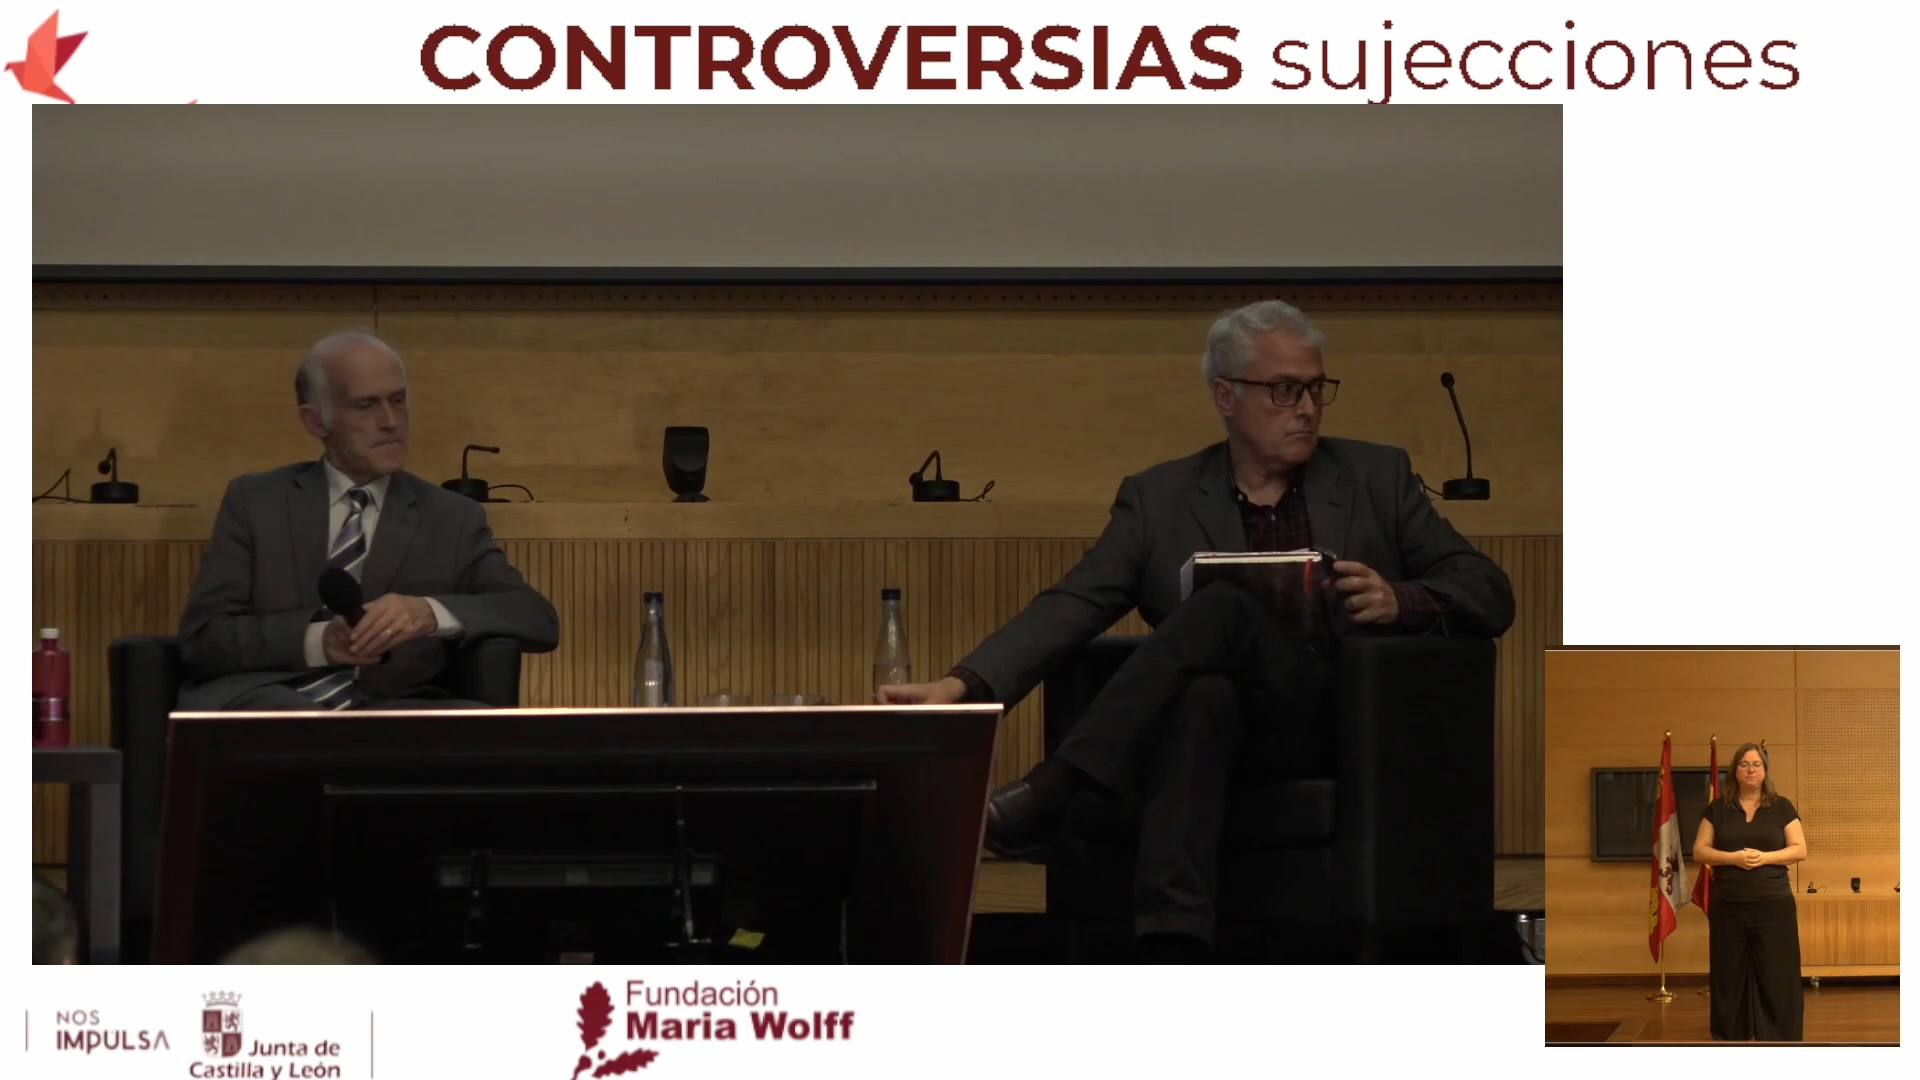 CONTROVERSIAS sujecciones
NOS
IMPULSA
Junta de
Castilla y León
Fundación
Maria Wolff